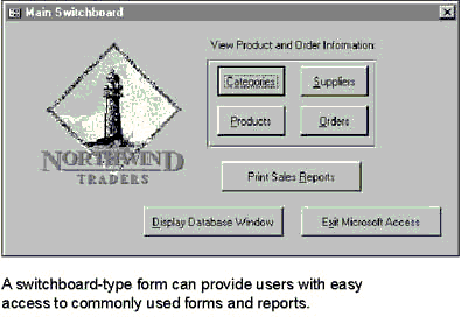 Main Switchboard
View Product and Order Information:
Categories
Suppliers
Products
Orders
NORTHWIND
TRADERS
Print Sales Reports
Display Database Window
Exit Microsoft Access
A switchboard-type form can provide users with easy
access to commonly used forms and reports.